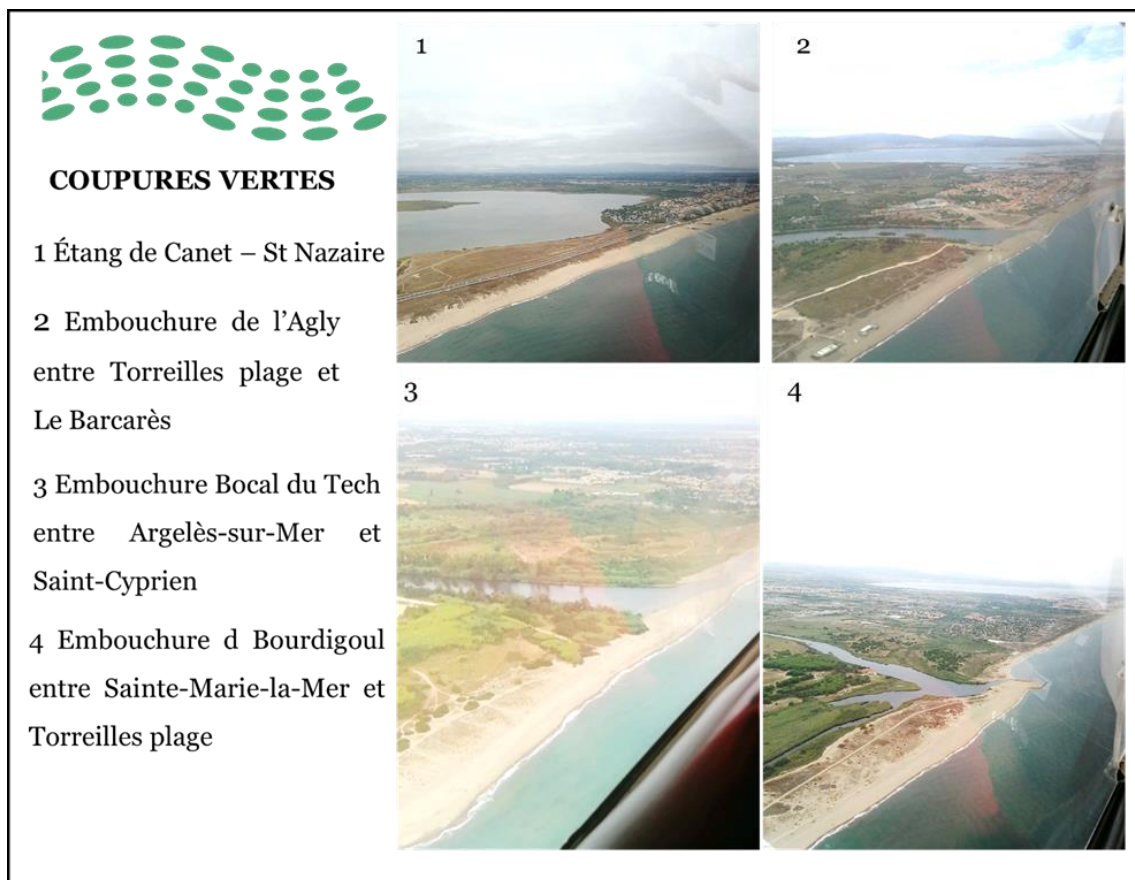 COUPURES VERTES
1 Étang de Canet – St Nazaire
2 Embouchure de l'Agly
entre Torreilles plage et
Le Barcarès
3 Embouchure Bocal du Tech
entre Argelès-sur-Mer et
Saint-Cyprien
4 Embouchure d Bourdigoul
entre Sainte-Marie-la-Mer et
Torreilles plage
1
2
3
4